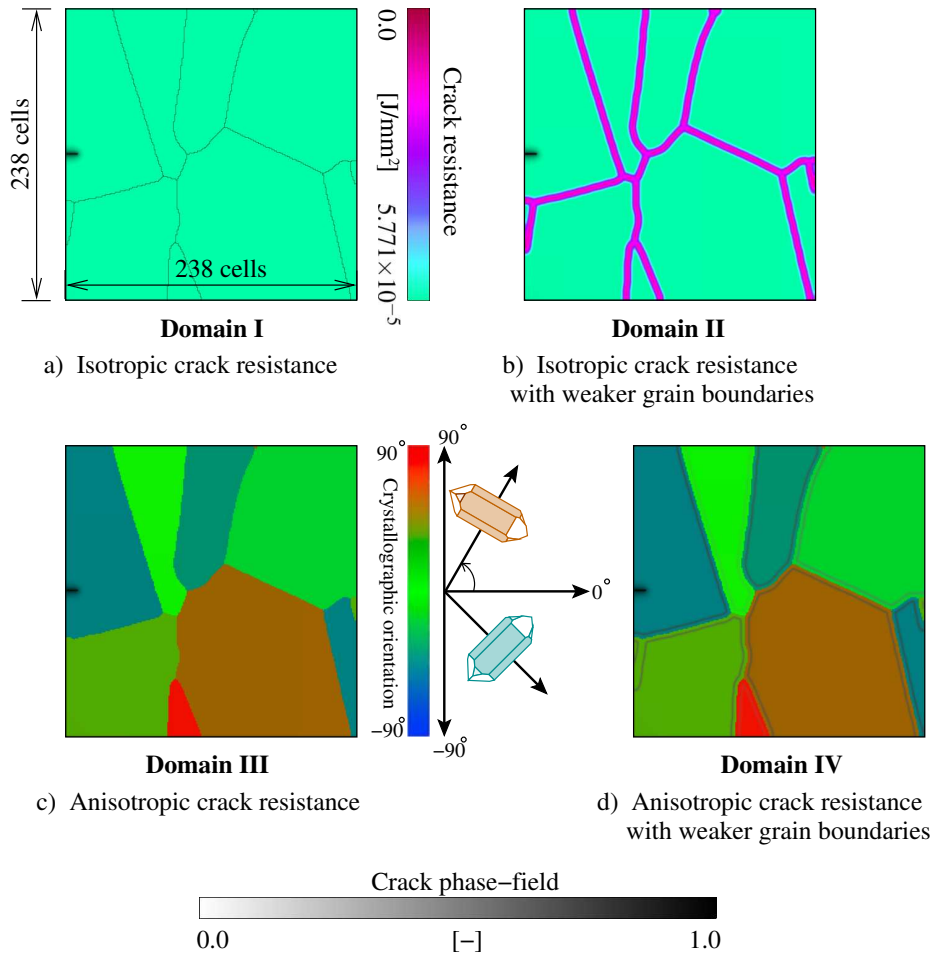 238 cells
238 cells
0.0
[J/mm²]
5.771×10⁻⁵
Crack resistance
Domain I
Domain II
a) Isotropic crack resistance
b) Isotropic crack resistance
with weaker grain boundaries
90°
−90°
Crystallographic orientation
90°
0°
−90°
Domain III
Domain IV
c) Anisotropic crack resistance
d) Anisotropic crack resistance
with weaker grain boundaries
Crack phase−field
0.0
[−]
1.0